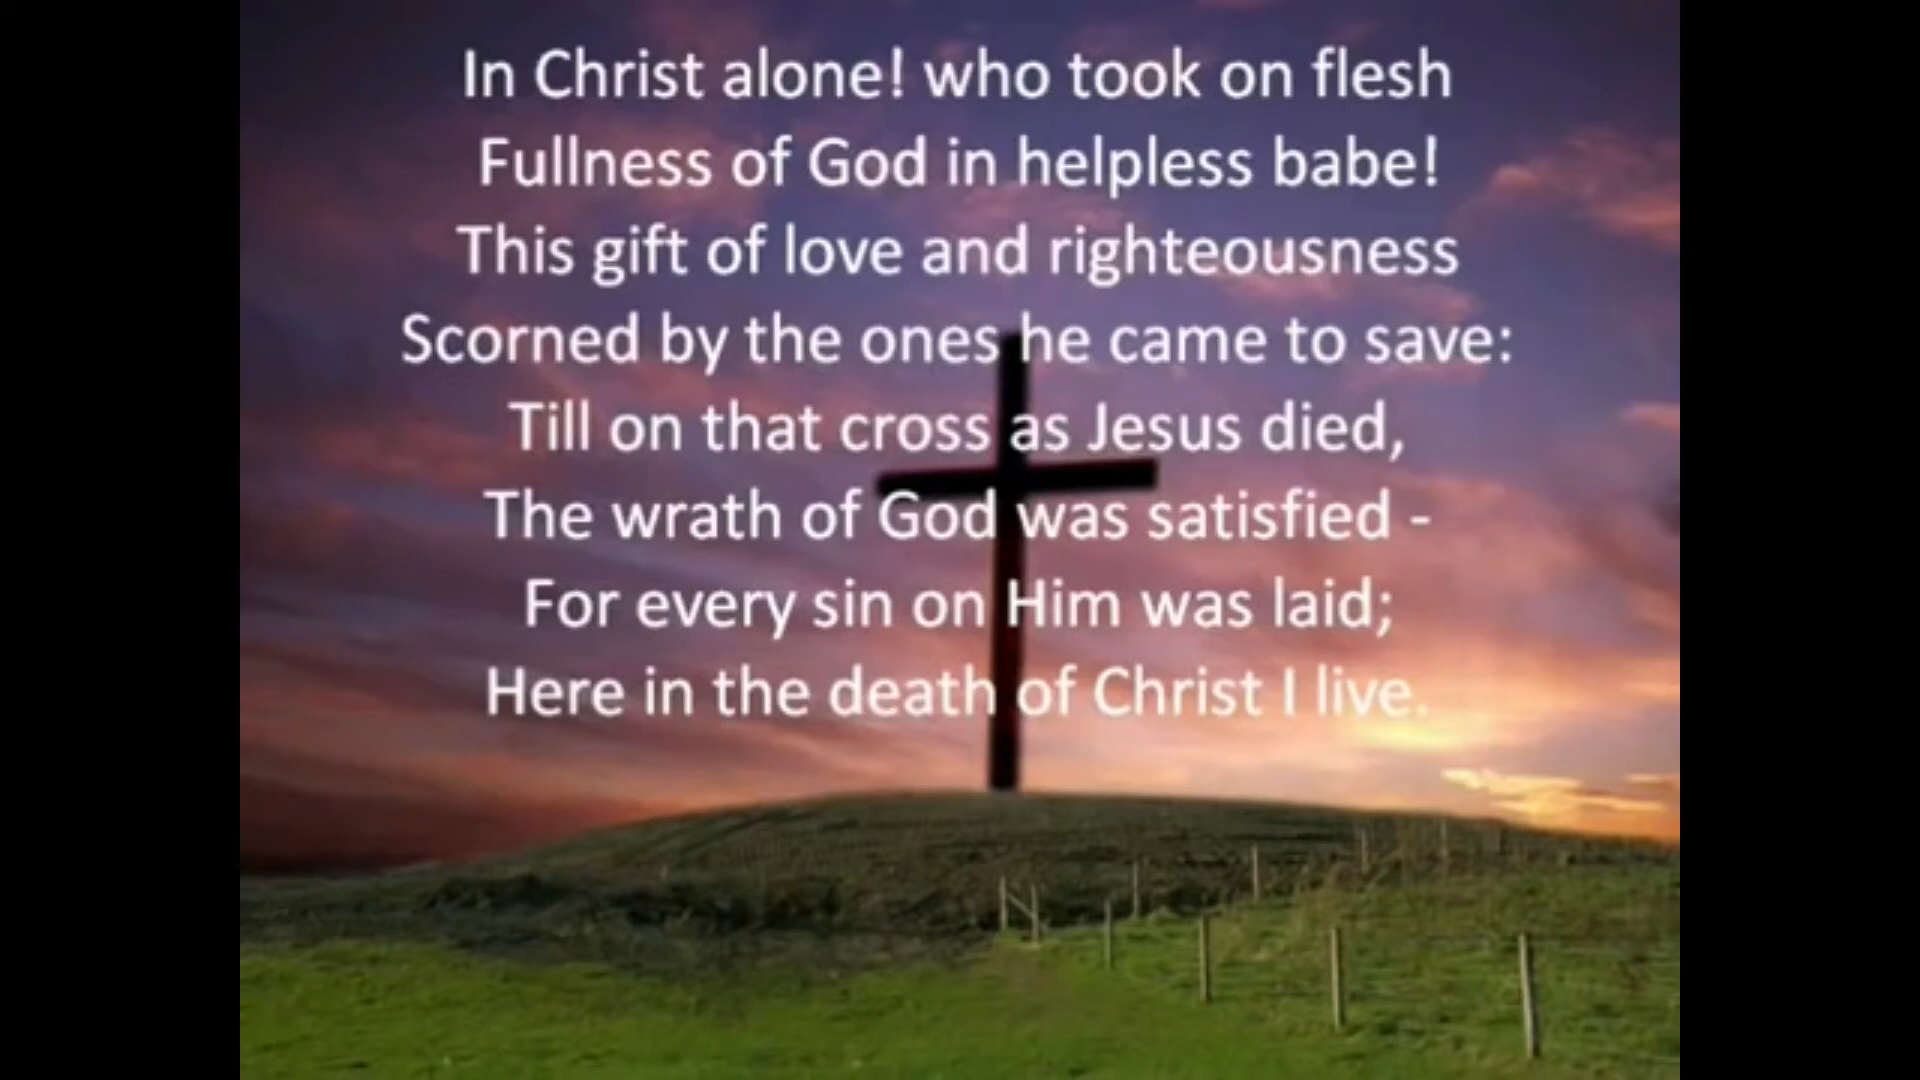 In Christ alone! who took on flesh
Fullness of God in helpless babe!
This gift of love and righteousness
Scorned by the ones he came to save:
Till on that cross as Jesus died,
The wrath of God was satisfied -
For every sin on Him was laid;
Here in the death of Christ I live.